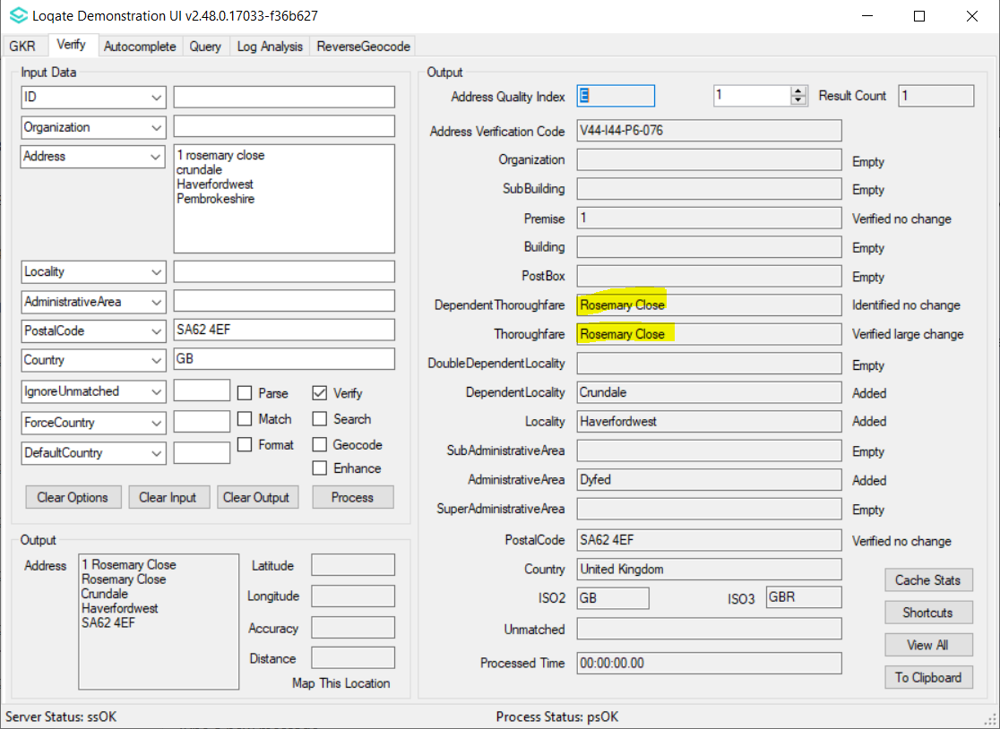 Loqate Demonstration UI v2.48.0.17033-f36b627
GKR Verify Autocomplete Query Log Analysis ReverseGeocode
Input Data
ID
Organization
Address
1 rosemary close
crundale
Haverfordwest
Pembrokeshire
Locality
AdministrativeArea
PostalCode SA62 4EF
Country GB
IgnoreUnmatched Parse Verify
ForceCountry Match Search
DefaultCountry Format Geocode
Enhance
Clear Options Clear Input Clear Output Process
Output
Address
1 Rosemary Close
Rosemary Close
Crundale
Haverfordwest
SA62 4EF
Latitude
Longitude
Accuracy
Distance
Map This Location
Output
Address Quality Index E 1 Result Count 1
Address Verification Code V44-I44-P6-076
Organization Empty
SubBuilding Empty
Premise 1 Verified no change
Building Empty
PostBox Empty
DependentThoroughfare Rosemary Close Identified no change
Thoroughfare Rosemary Close Verified large change
DoubleDependentLocality Empty
DependentLocality Crundale Added
Locality Haverfordwest Added
SubAdministrativeArea Empty
AdministrativeArea Dyfed Added
SuperAdministrativeArea Empty
PostalCode SA62 4EF Verified no change
Country United Kingdom
ISO2 GB ISO3 GBR
Unmatched
Processed Time 00:00:00.00
Cache Stats
Shortcuts
View All
To Clipboard
Server Status: ssOK Process Status: psOK